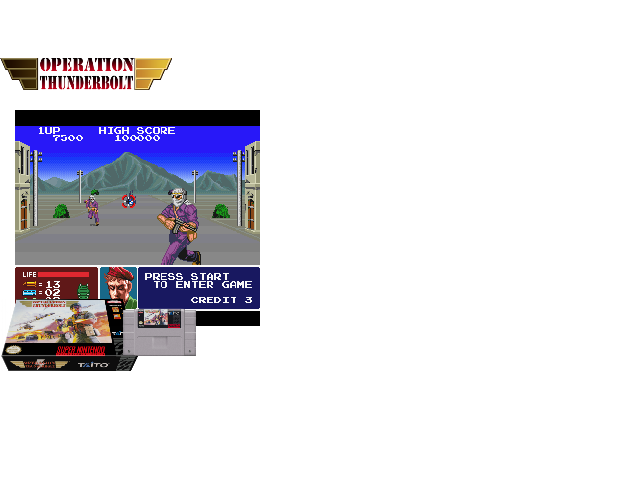 OPERATION
THUNDERBOLT
1UP HIGH SCORE
7500 100000
LIFE
= 13
= 02
PRESS START
TO ENTER GAME
CREDIT 3
THUNDERBOLT
SUPER NINTENDO
TAITO